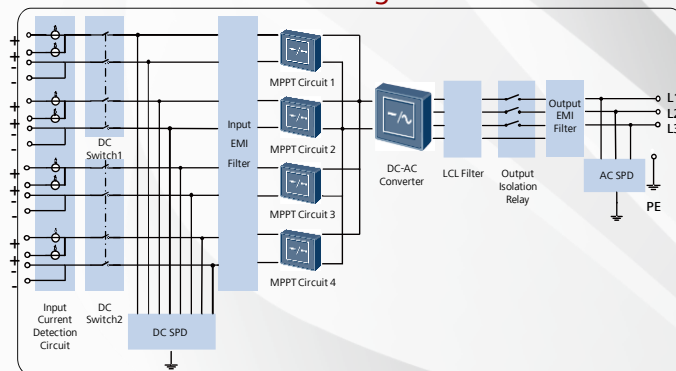 +
+
-
-
MPPT Circuit 1
+
+
-
-
DC
Switch1
Input
EMI
Filter
MPPT Circuit 2
DC-AC
Converter
LCL Filter
Output
Isolation
Relay
Output
EMI
Filter
L1
L2
L3
AC SPD
PE
+
+
-
-
MPPT Circuit 3
+
+
-
-
MPPT Circuit 4
Input
Current
Detection
Circuit
DC
Switch2
DC SPD